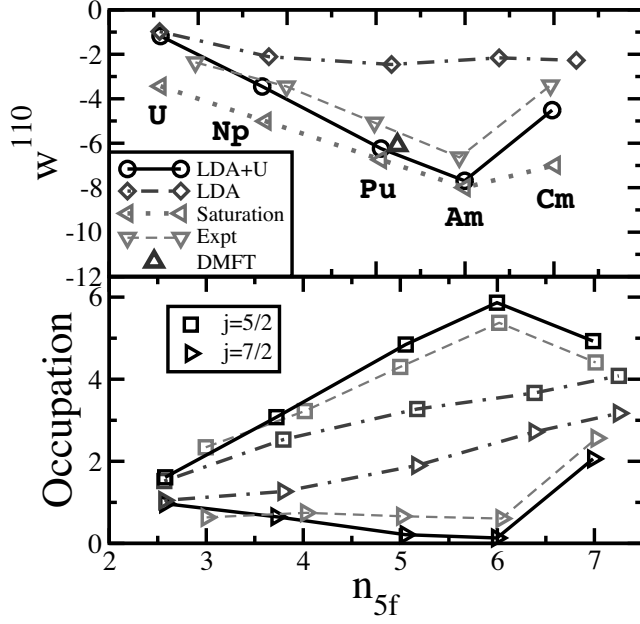 0
-2
-4
-6
-8
-10
-12
w^110
U
Np
Pu
Am
Cm
LDA+U
LDA
Saturation
Expt
DMFT
6
4
2
0
Occupation
j=5/2
j=7/2
2 3 4 5 6 7
n_5f